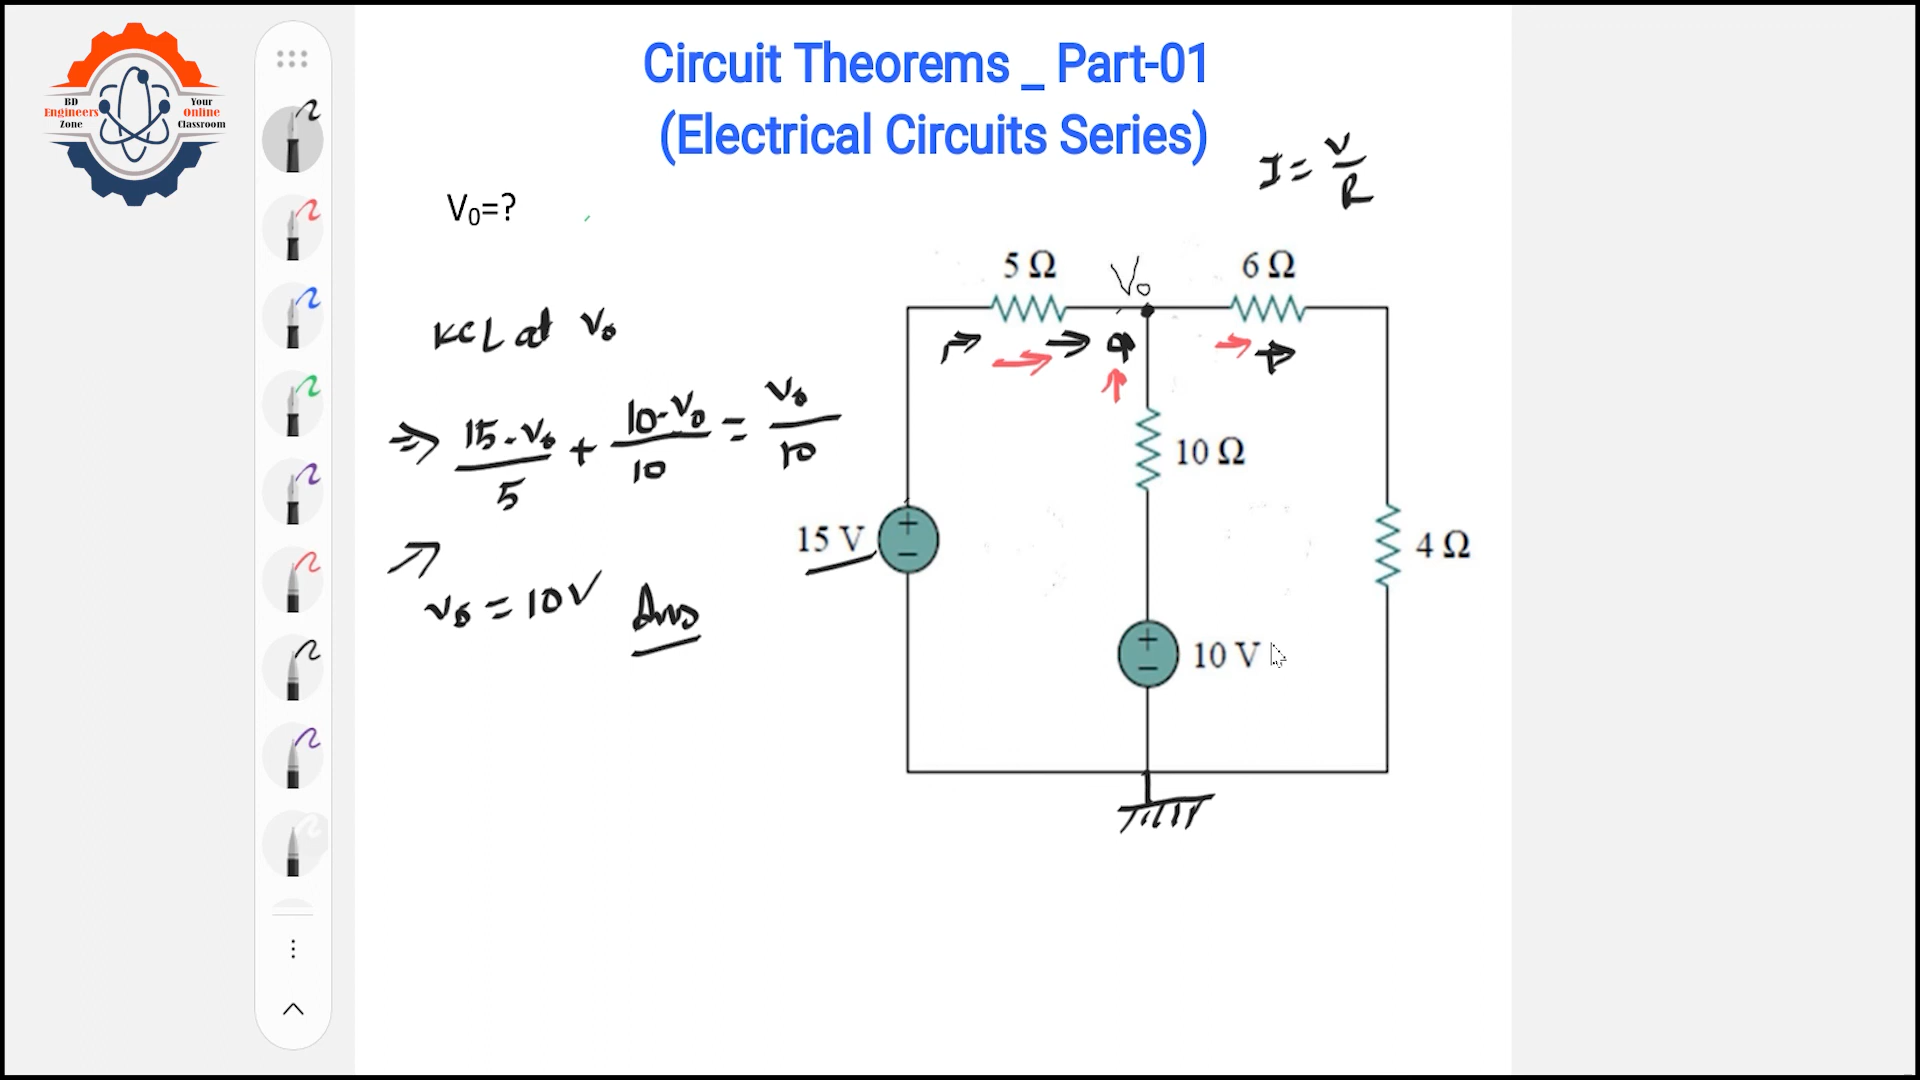 BD Engineers Zone
Your Online Classroom
Circuit Theorems _ Part-01
(Electrical Circuits Series)
I = V/R
V₀=?
5 Ω
V₀
6 Ω
KCL at V₀
⇒ 15-V₀/5 + 10-V₀/10 = V₀/10
10 Ω
15 V
4 Ω
V₀ = 10V Ans
10 V